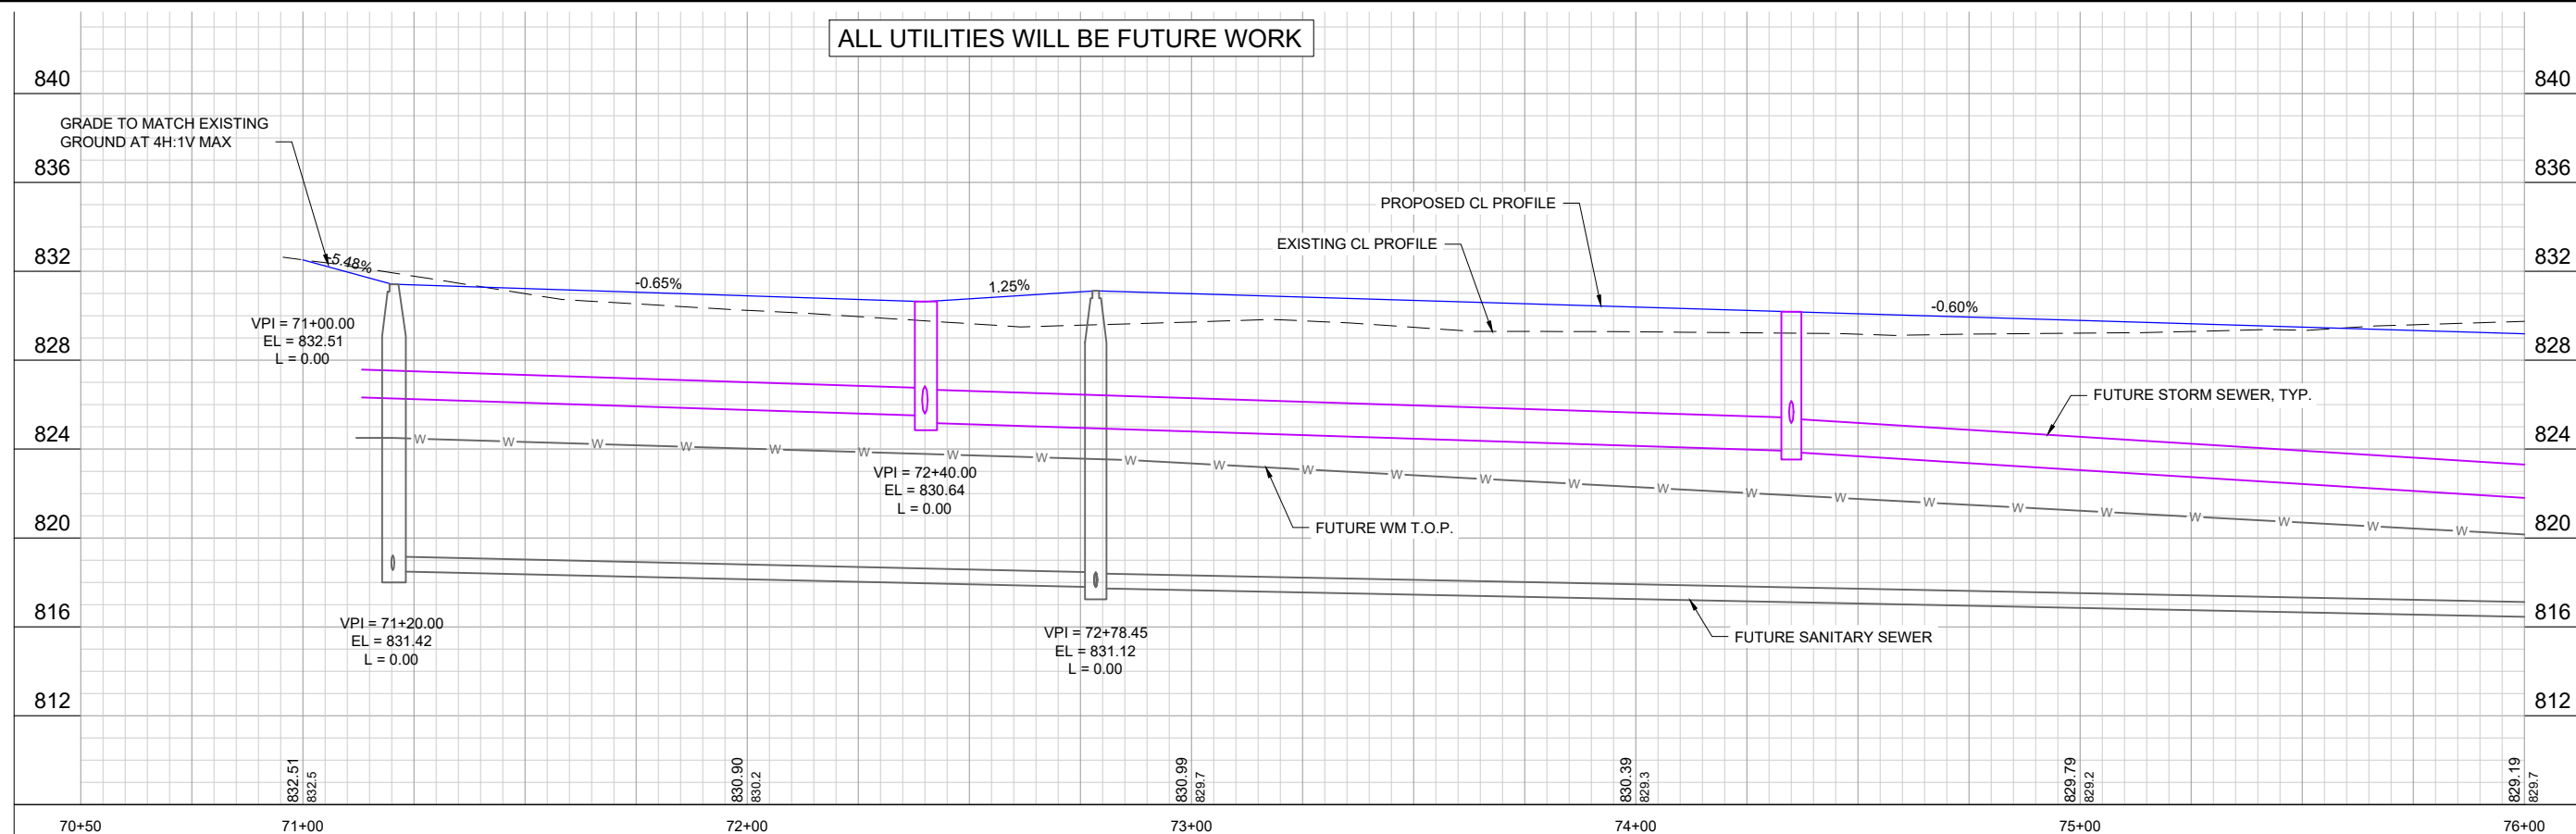 ALL UTILITIES WILL BE FUTURE WORK
840
840
GRADE TO MATCH EXISTING
GROUND AT 4H:1V MAX
836
836
PROPOSED CL PROFILE
EXISTING CL PROFILE
832
-5.48%
-0.65%
1.25%
-0.60%
832
VPI = 71+00.00
EL = 832.51
L = 0.00
828
828
FUTURE STORM SEWER, TYP.
824
W W W W W W W W W W W W W W W W W W W W W W W W
824
VPI = 72+40.00
EL = 830.64
L = 0.00
820
FUTURE WM T.O.P.
820
816
816
VPI = 71+20.00
EL = 831.42
L = 0.00
VPI = 72+78.45
EL = 831.12
L = 0.00
FUTURE SANITARY SEWER
812
812
832.51
832.5
830.90
830.2
830.99
829.7
830.39
829.3
829.79
829.2
829.19
829.7
70+50
71+00
72+00
73+00
74+00
75+00
76+00